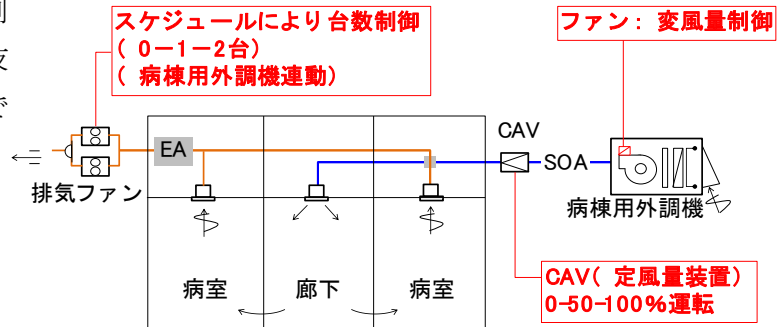 スケジュールにより台数制御
( 0－1－2台)
( 病棟用外調機連動)
ファン: 変風量制御
EA
CAV
SOA
排気ファン
病棟用外調機
病室
廊下
病室
CAV( 定風量装置)
0-50-100%運転